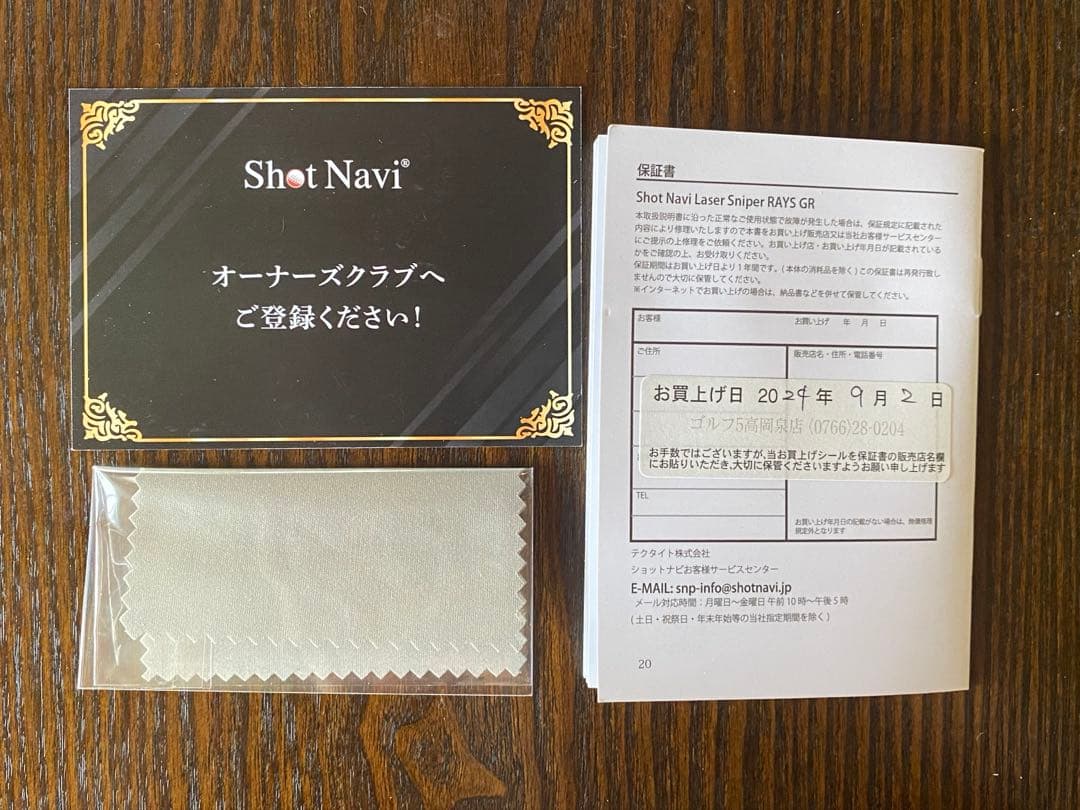 Shot Navi®
オーナーズクラブへ
ご登録ください!
保証書
Shot Navi Laser Sniper RAYS GR
本取扱説明書に沿った正常なご使用状態で故障が発生した場合は、保証規定に記載された
内容により修理いたしますので本書をお買い上げ販売店又は当社お客様サービスセンター
にご提示の上修理をご依頼ください。お買い上げ店・お買い上げ年月日が記載されている
かをご確認の上、お受け取りください。
保証期間はお買い上げ日より1年間です。(本体の消耗品を除く)この保証書は再発行致し
ませんので大切に保管してください。
※インターネットでお買い上げの場合は、納品書などを併せて保管してください。
お客様
お買い上げ 年 月 日
ご住所
販売店名・住所・電話番号
お買上げ日 2024年 9月2日
ゴルフ5高岡泉店 (0766)28-0204
お手数ではございますが、当お買上げシールを保証書の販売店名欄
にお貼りいただき、大切に保管くださいますようお願い申し上げます
TEL
お買い上げ年月日の記載がない場合は、無償修理
規定外となります
テクタイト株式会社
ショットナビお客様サービスセンター
E-MAIL: snp-info@shotnavi.jp
メール対応時間:月曜日～金曜日 午前10時～午後5時
(土日・祝祭日・年末年始等の当社指定期間を除く)
20